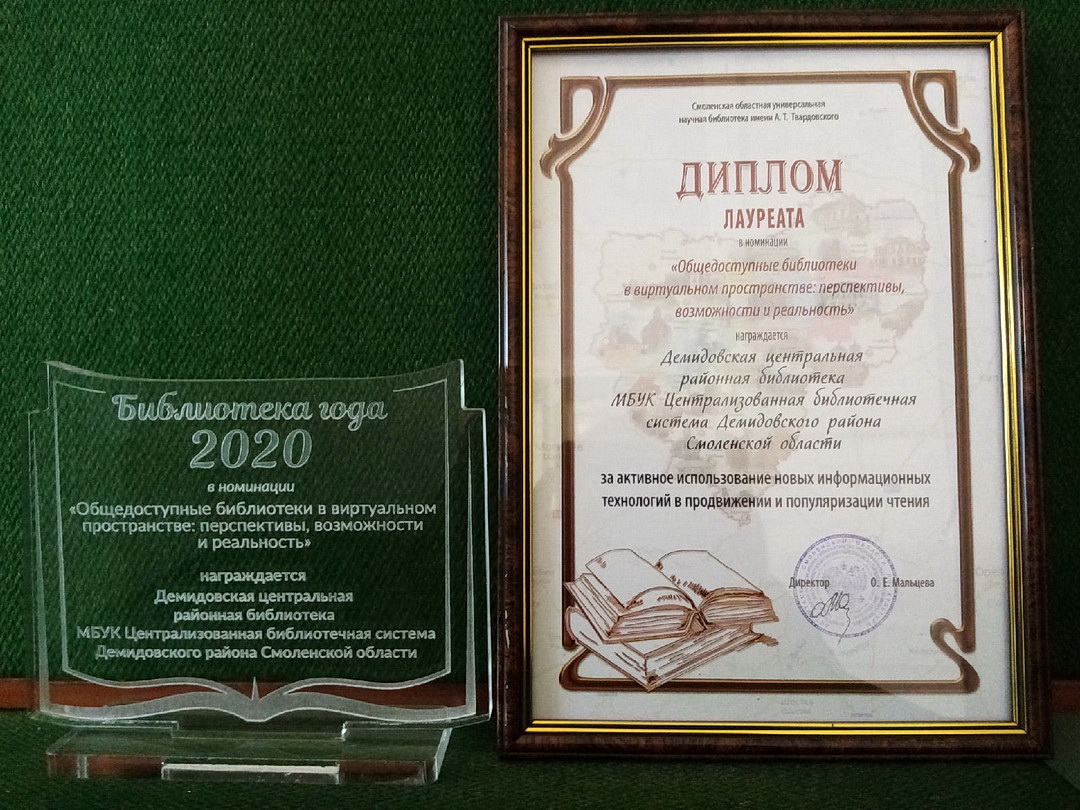 Библиотека года
2020
в номинации
«Общедоступные библиотеки в виртуальном
пространстве: перспективы, возможности
и реальность»
награждается
Демидовская центральная
районная библиотека
МБУК Централизованная библиотечная система
Демидовского района Смоленской области
Смоленская областная универсальная
научная библиотека имени А. Т. Твардовского
ДИПЛОМ
ЛАУРЕАТА
в номинации
«Общедоступные библиотеки
в виртуальном пространстве: перспективы,
возможности и реальность»
награждается
Демидовская центральная
районная библиотека
МБУК Централизованная библиотечная
система Демидовского района
Смоленской области
за активное использование новых информационных
технологий в продвижении и популяризации чтения
Директор О. Е. Мальцева